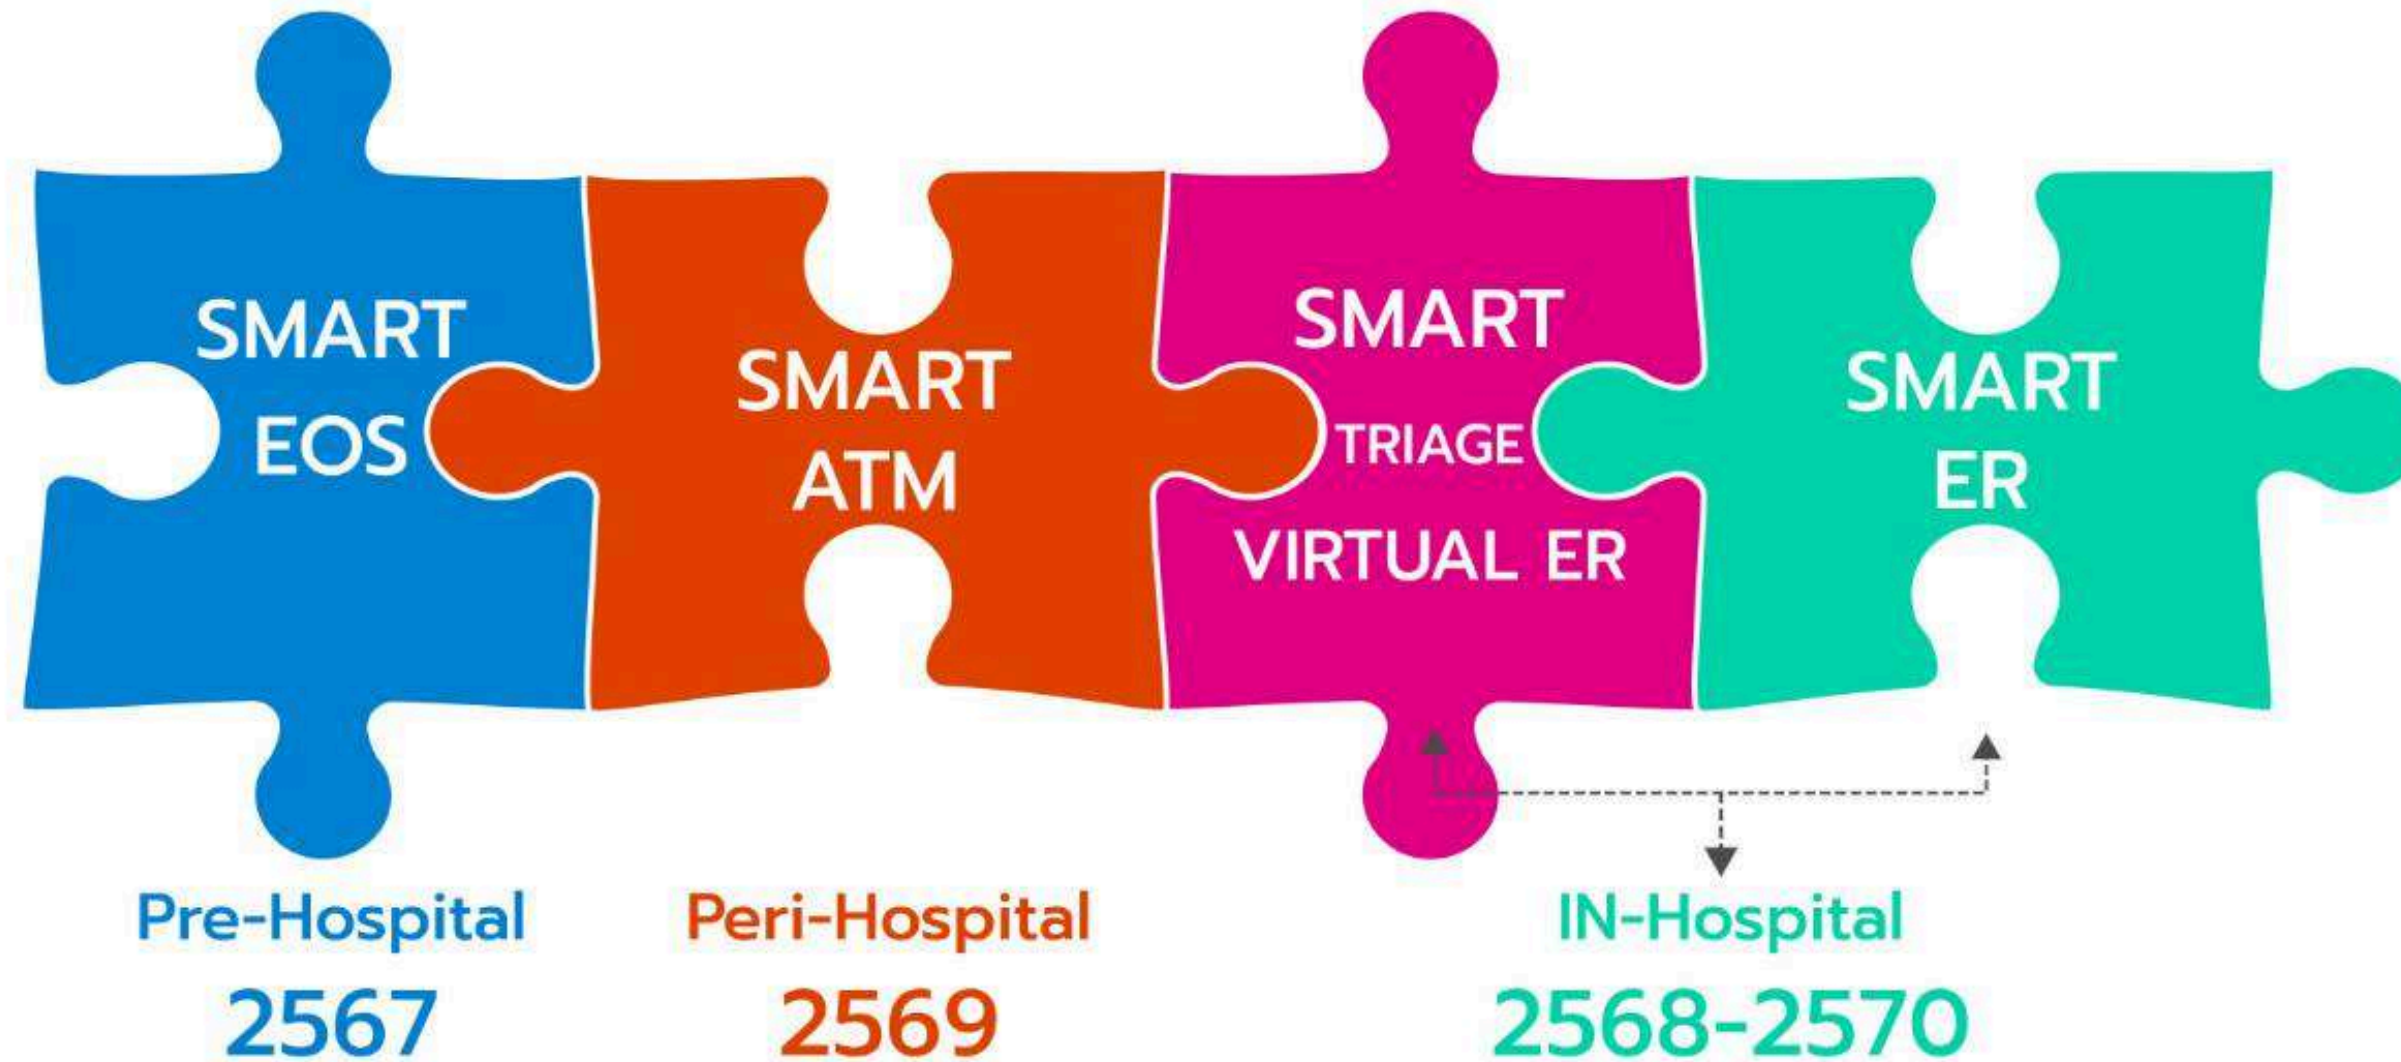 SMART
EOS
SMART
ATM
SMART
TRIAGE
VIRTUAL ER
SMART
ER
Pre-Hospital
2567
Peri-Hospital
2569
IN-Hospital
2568-2570